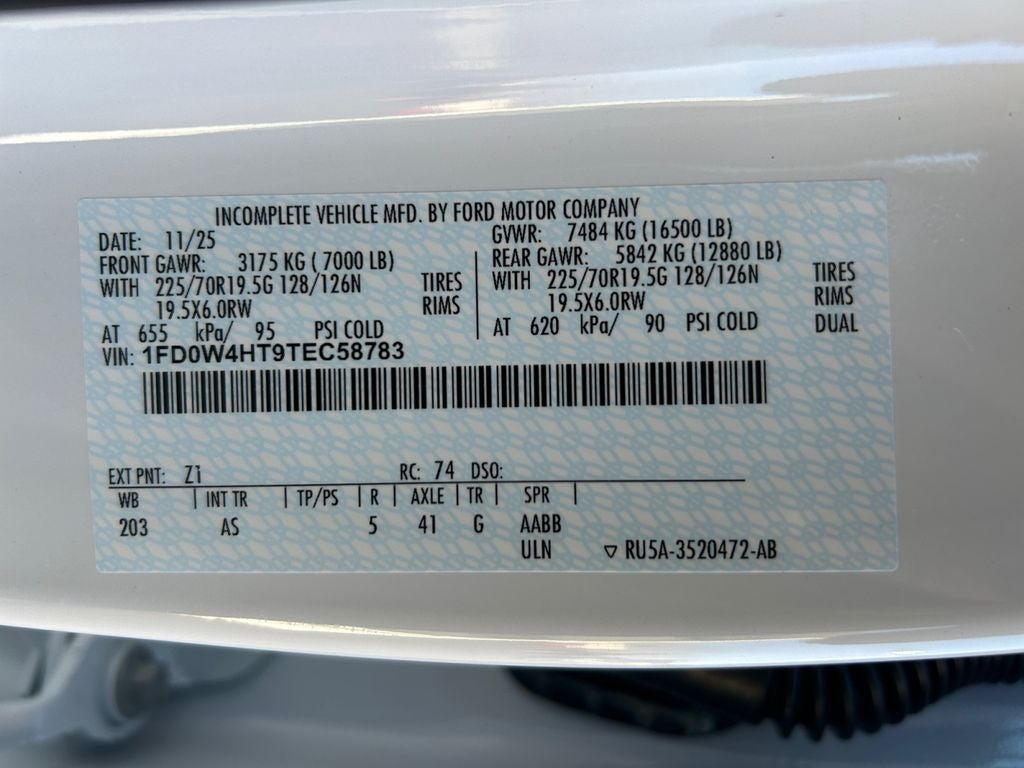 INCOMPLETE VEHICLE MFD. BY FORD MOTOR COMPANY
DATE: 11/25 GVWR: 7484 KG (16500 LB)
FRONT GAWR: 3175 KG ( 7000 LB) REAR GAWR: 5842 KG (12880 LB)
WITH 225/70R19.5G 128/126N TIRES WITH 225/70R19.5G 128/126N TIRES
19.5X6.0RW RIMS 19.5X6.0RW RIMS
AT 655 kPa/ 95 PSI COLD AT 620 kPa/ 90 PSI COLD DUAL
VIN: 1FD0W4HT9TEC58783
EXT PNT: Z1 RC: 74 DSO:
WB | INT TR | TP/PS | R | AXLE | TR | SPR |
203 AS 5 41 G AABB
ULN ▽ RU5A-3520472-AB